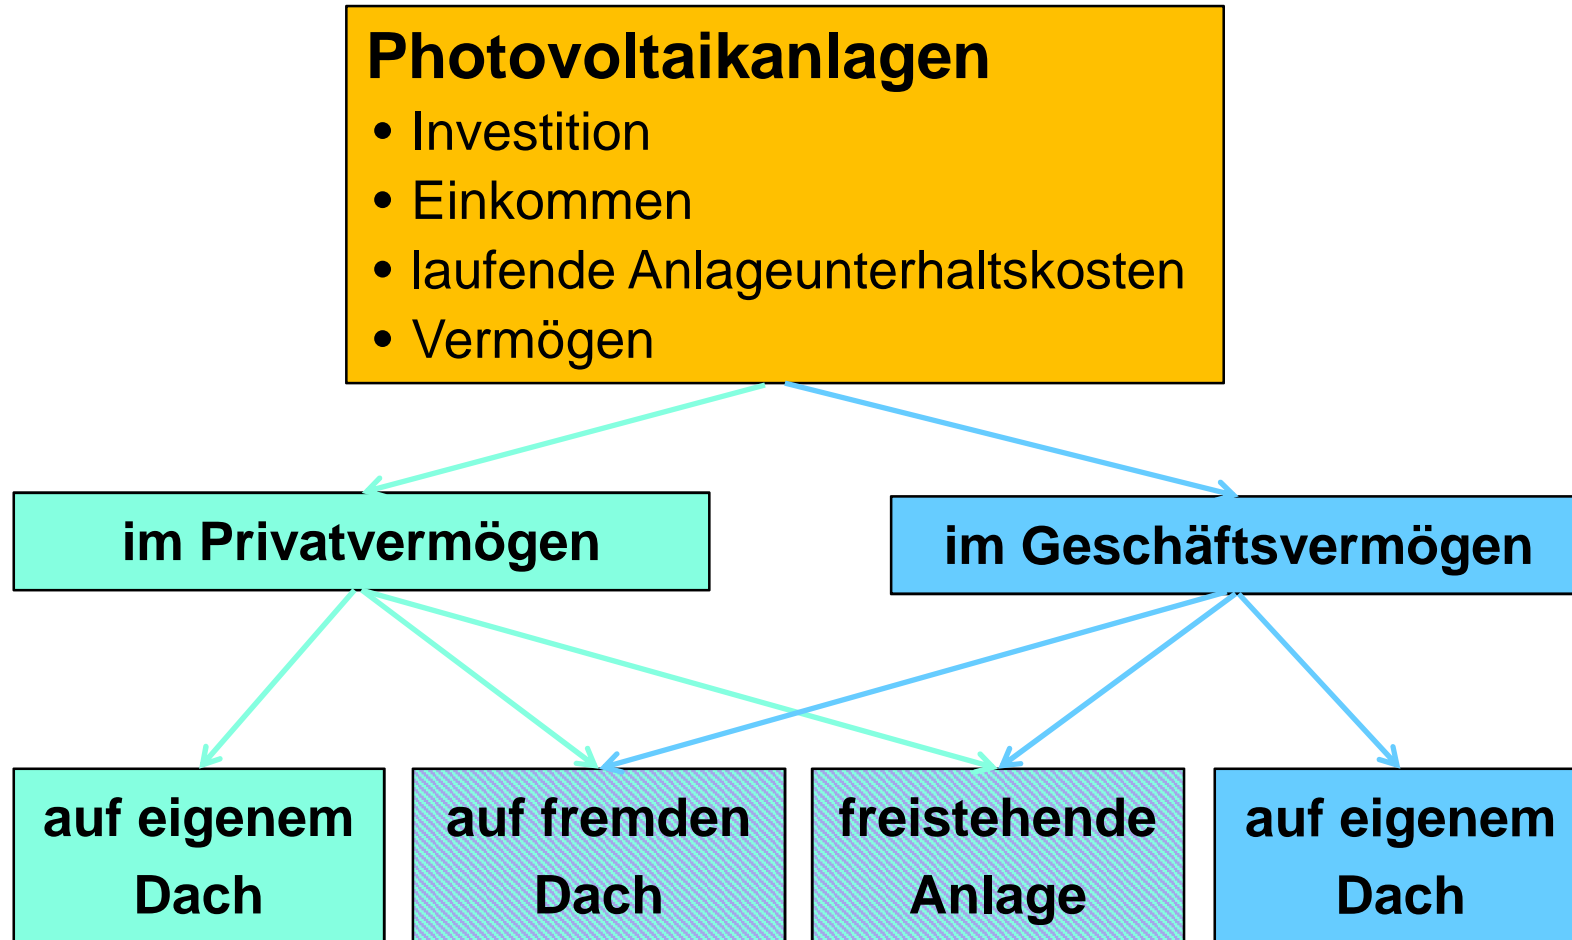 Photovoltaikanlagen
• Investition
• Einkommen
• laufende Anlageunterhaltskosten
• Vermögen
im Privatvermögen
im Geschäftsvermögen
auf eigenem
Dach
auf fremden
Dach
freistehende
Anlage
auf eigenem
Dach